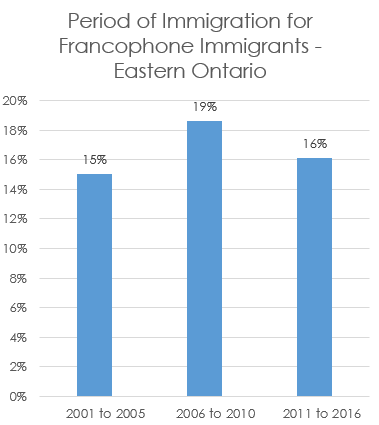 Period of Immigration for
Francophone Immigrants -
Eastern Ontario
20%
18%
16%
14%
12%
10%
8%
6%
4%
2%
0%
15%
19%
16%
2001 to 2005
2006 to 2010
2011 to 2016